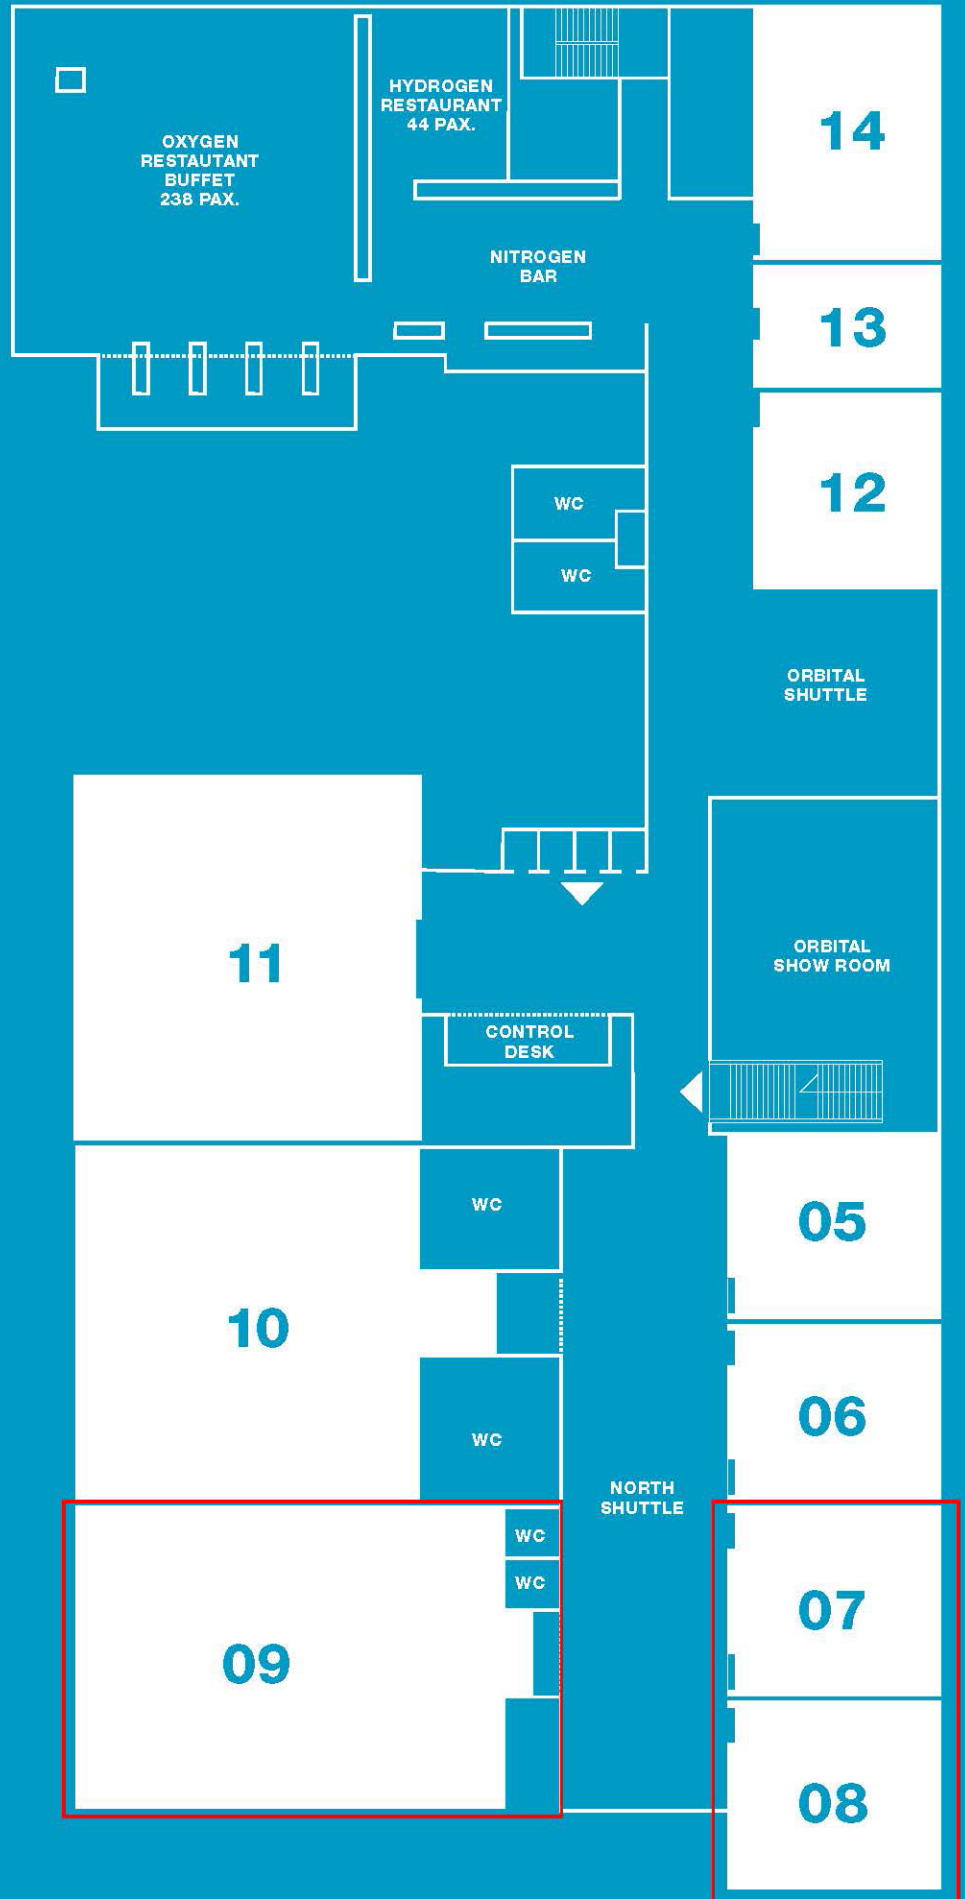 OXYGEN
RESTAUTANT
BUFFET
238 PAX.
HYDROGEN
RESTAURANT
44 PAX.
14
NITROGEN
BAR
13
12
WC
WC
ORBITAL
SHUTTLE
11
ORBITAL
SHOW ROOM
CONTROL
DESK
WC
05
10
06
WC
NORTH
SHUTTLE
WC
WC
07
09
08